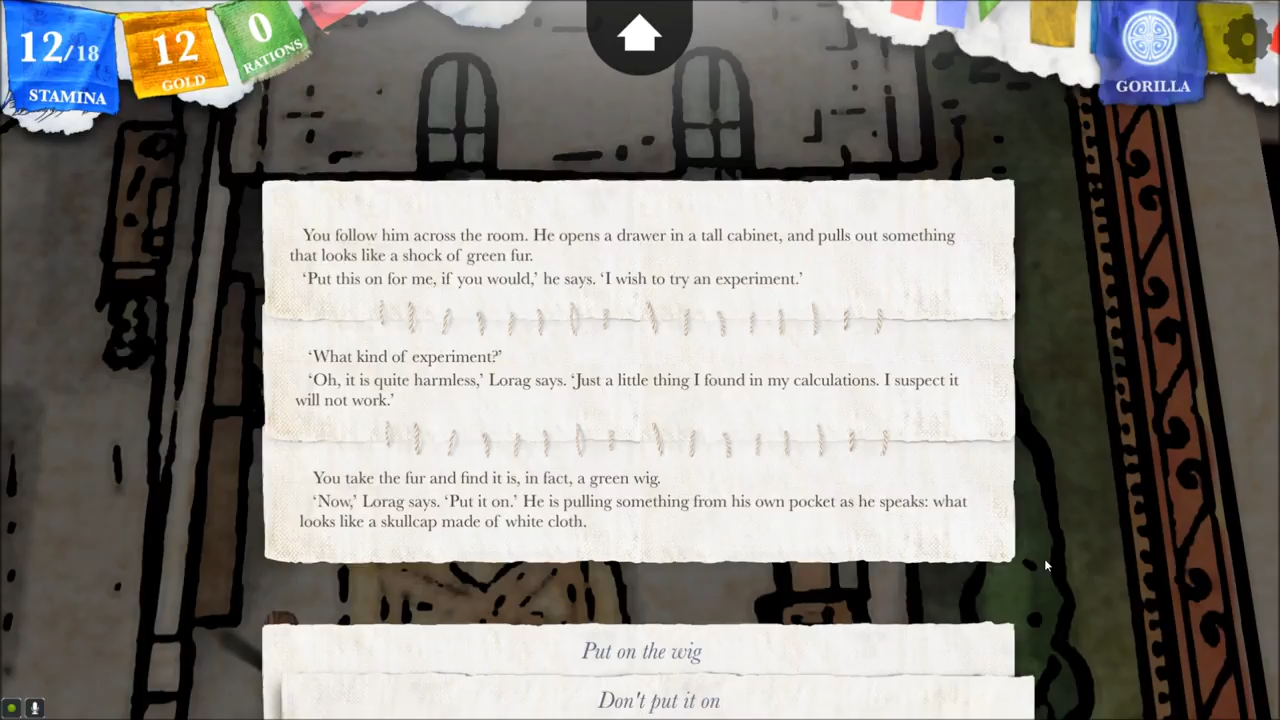 12/18
STAMINA
12
GOLD
0
RATIONS
GORILLA
You follow him across the room. He opens a drawer in a tall cabinet, and pulls out something
that looks like a shock of green fur.
‘Put this on for me, if you would,’ he says. ‘I wish to try an experiment.’
‘What kind of experiment?’
‘Oh, it is quite harmless,’ Lorag says. ‘Just a little thing I found in my calculations. I suspect it
will not work.’
You take the fur and find it is, in fact, a green wig.
‘Now,’ Lorag says. ‘Put it on.’ He is pulling something from his own pocket as he speaks: what
looks like a skullcap made of white cloth.
Put on the wig
Don't put it on